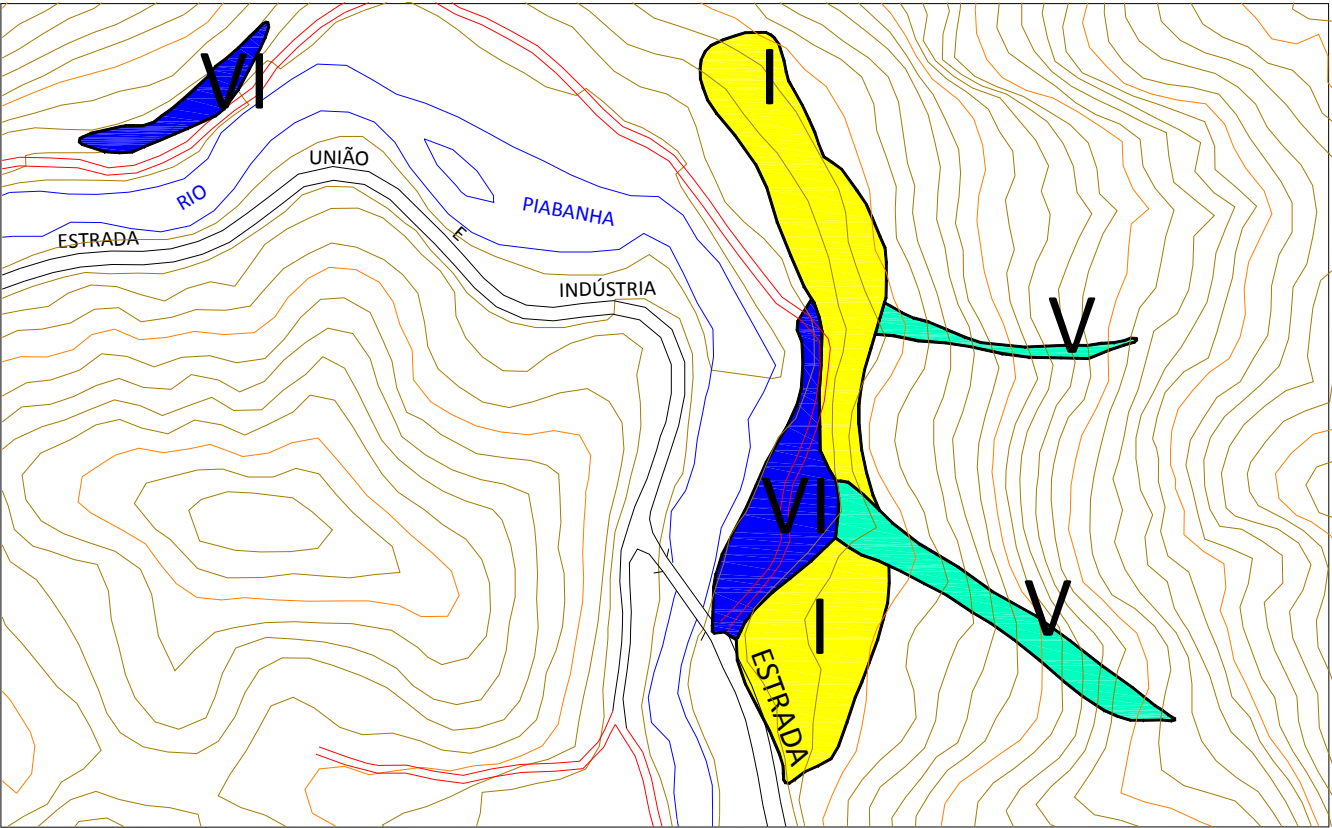 VI
I
UNIÃO
RIO
PIABANHA
ESTRADA
E
INDÚSTRIA
V
VI
V
I
ESTRADA